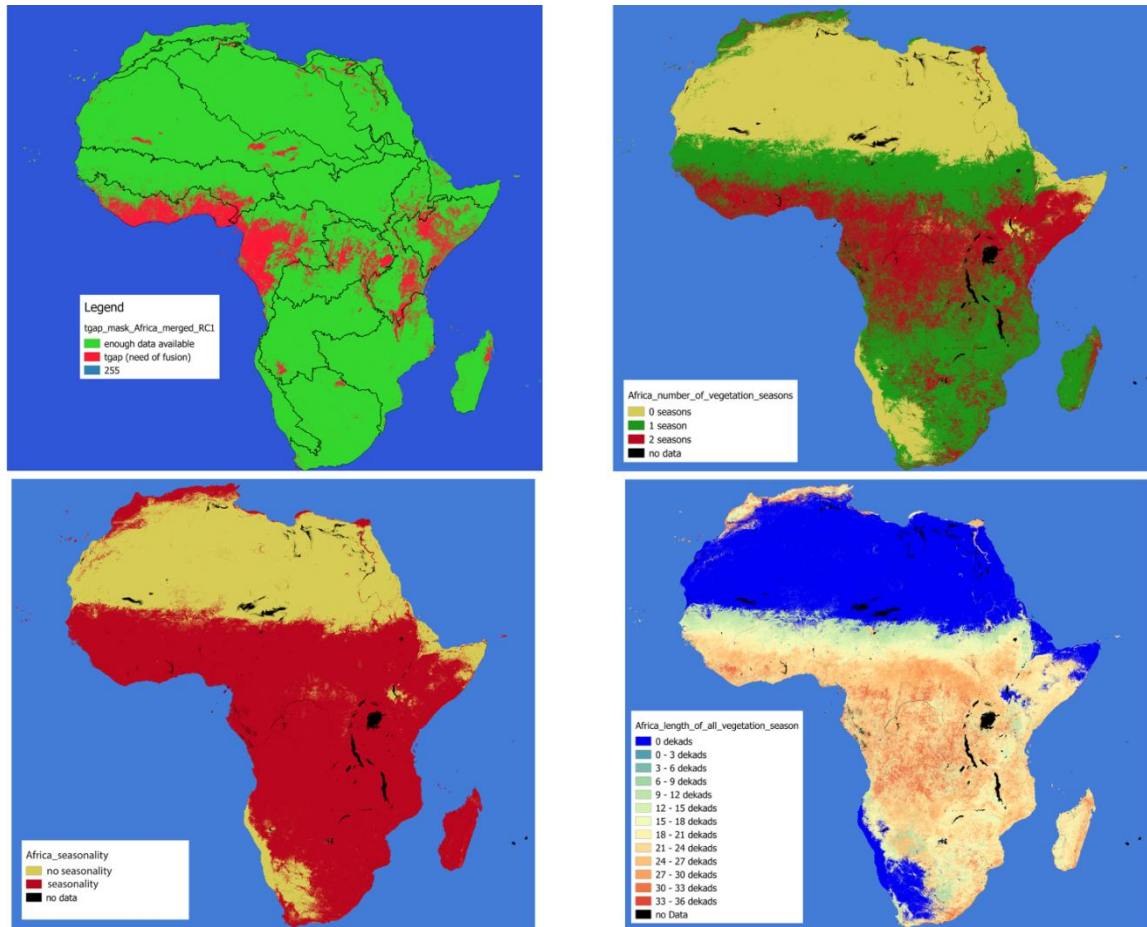 Legend
tgap_mask_Africa_merged_RC1
enough data available
tgap (need of fusion)
255
Africa_number_of_vegetation_seasons
0 seasons
1 season
2 seasons
no data
Africa_seasonality
no seasonality
seasonality
no data
Africa_length_of_all_vegetation_season
0 dekads
0 - 3 dekads
3 - 6 dekads
6 - 9 dekads
9 - 12 dekads
12 - 15 dekads
15 - 18 dekads
18 - 21 dekads
21 - 24 dekads
24 - 27 dekads
27 - 30 dekads
30 - 33 dekads
33 - 36 dekads
no Data